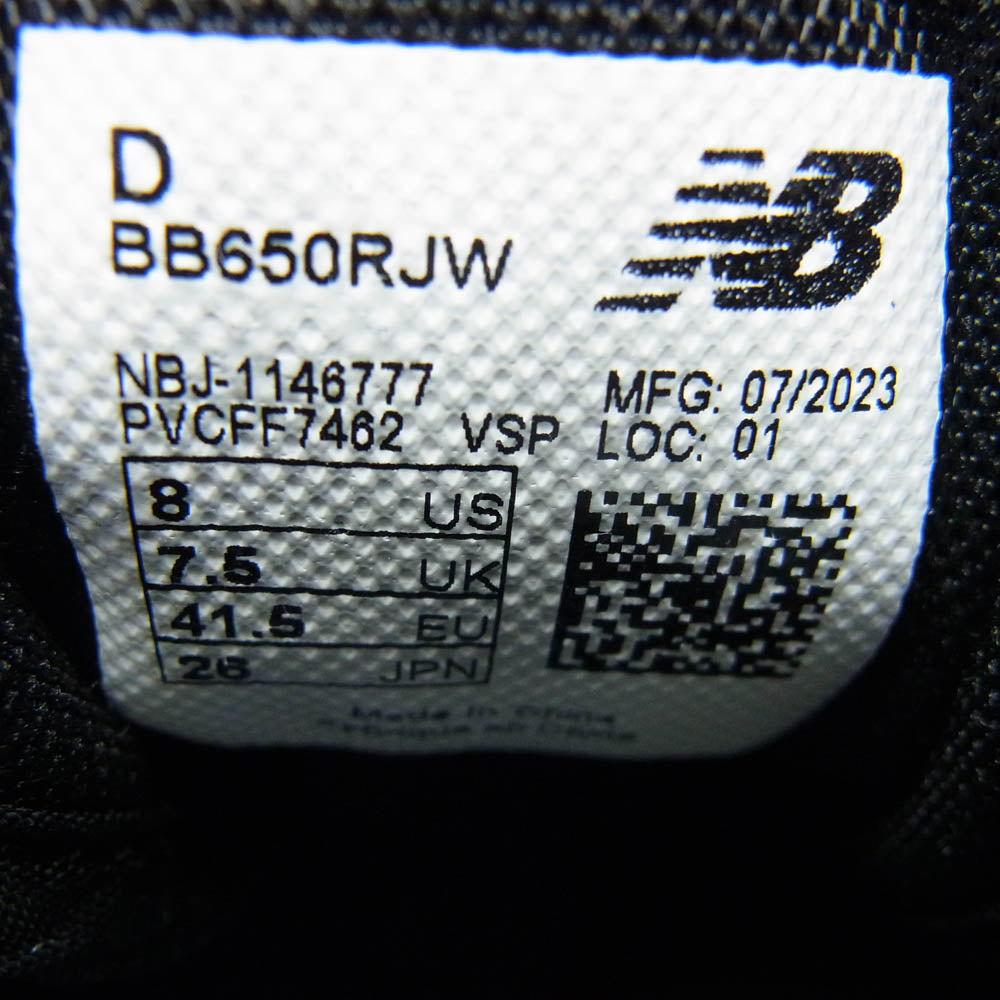 D
BB650RJW
NB
NBJ-1146777
PVCFF7462 VSP
MFG: 07/2023
LOC: 01
8 US
7.5 UK
41.5 EU
26 JPN
Made in China